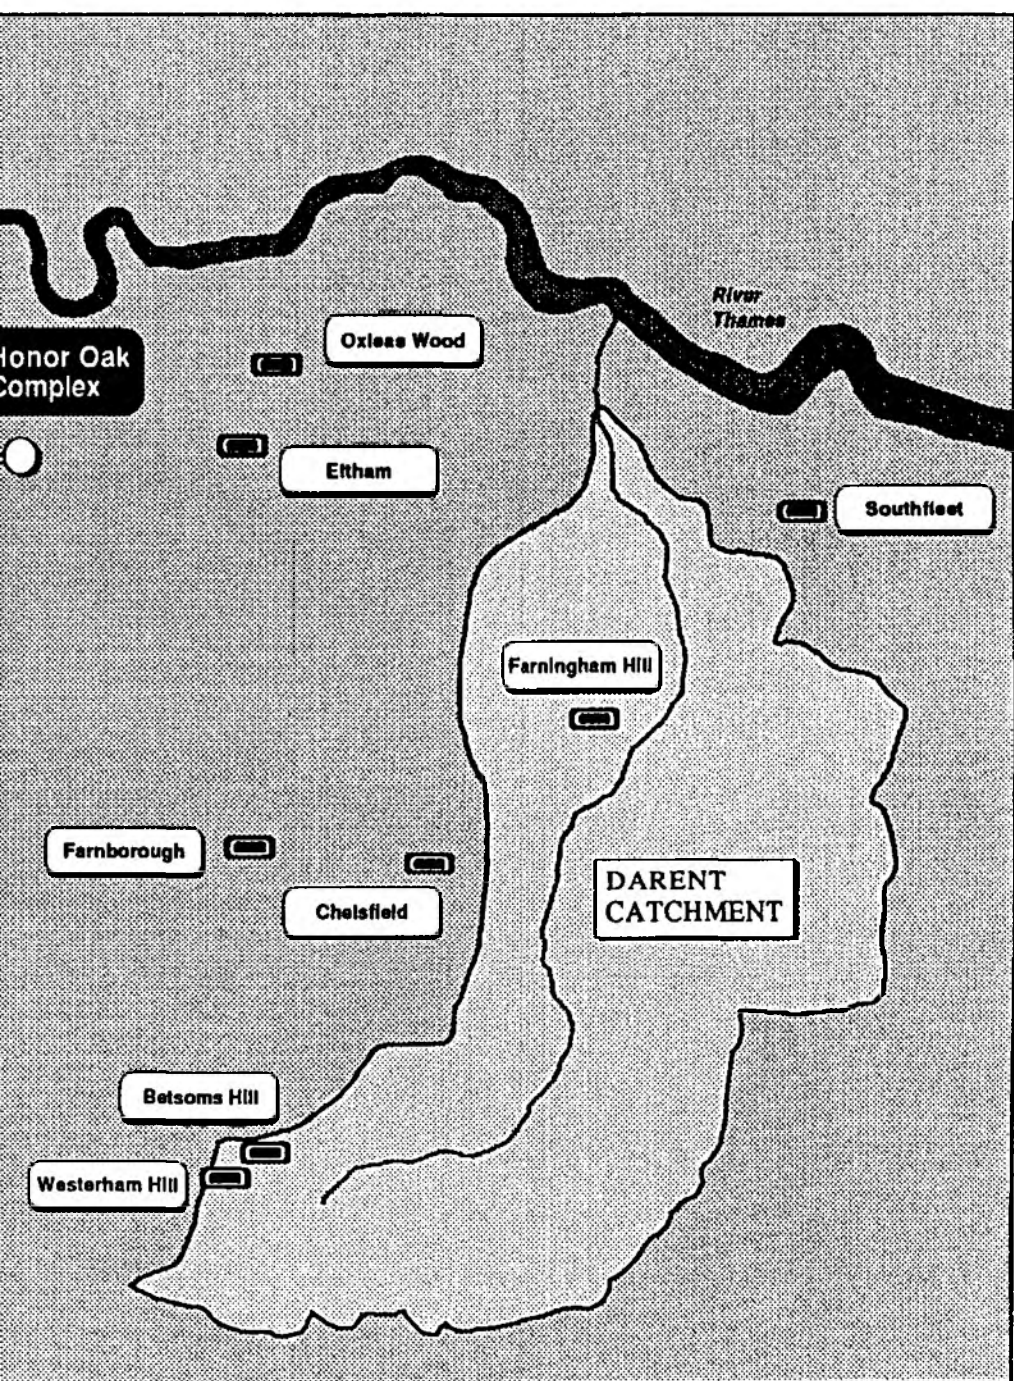 River
Thames
Oxleas Wood
Honor Oak
Complex
Eltham
Southfleet
Farningham Hill
Farnborough
DARENT
CATCHMENT
Chelsfield
Betsoms Hill
Westerham Hill